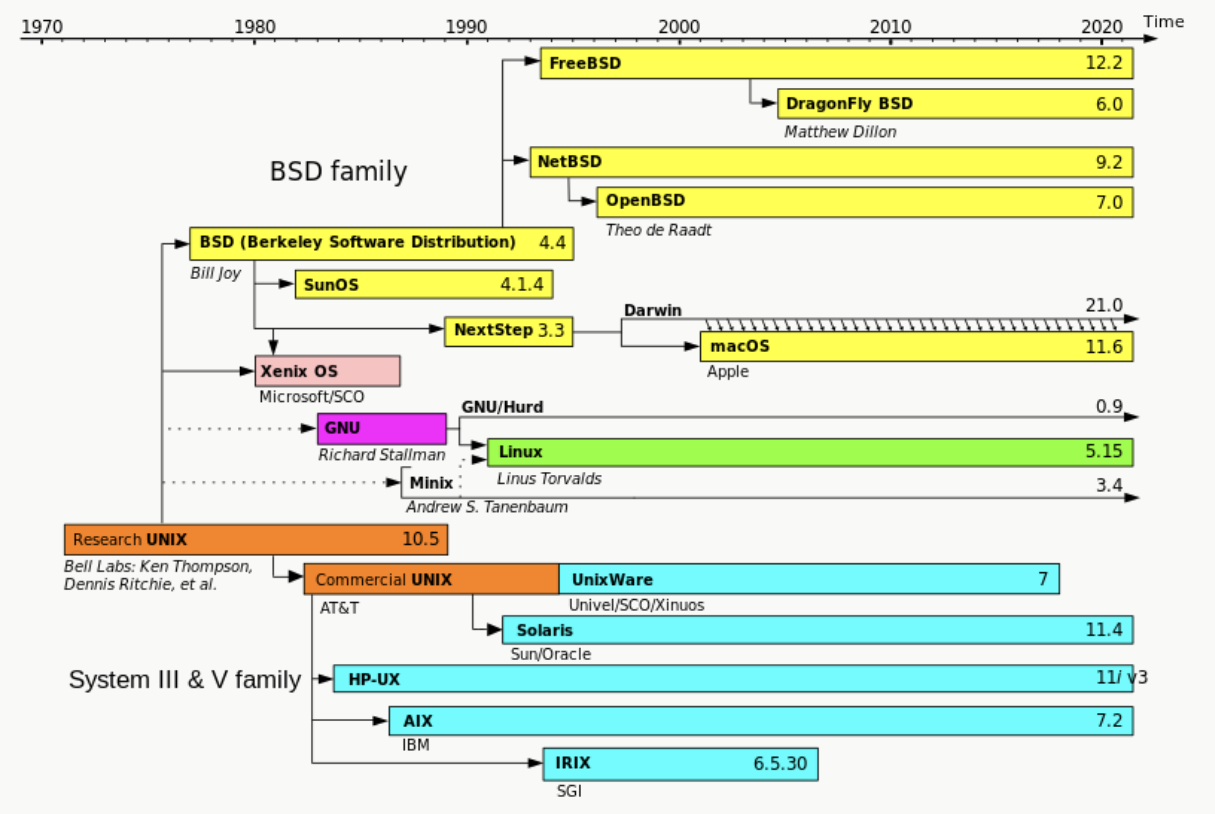 1970 1980 1990 2000 2010 2020 Time
FreeBSD 12.2
DragonFly BSD 6.0
Matthew Dillon
BSD family
NetBSD 9.2
OpenBSD 7.0
Theo de Raadt
BSD (Berkeley Software Distribution) 4.4
Bill Joy
SunOS 4.1.4
Darwin 21.0
NextStep 3.3
macOS 11.6
Apple
Xenix OS
Microsoft/SCO
GNU/Hurd 0.9
GNU
Richard Stallman
Linux 5.15
Linus Torvalds
Minix 3.4
Andrew S. Tanenbaum
Research UNIX 10.5
Bell Labs: Ken Thompson,
Dennis Ritchie, et al.
Commercial UNIX
AT&T
UnixWare 7
Univel/SCO/Xinuos
Solaris 11.4
Sun/Oracle
System III & V family
HP-UX 11i v3
AIX 7.2
IBM
IRIX 6.5.30
SGI